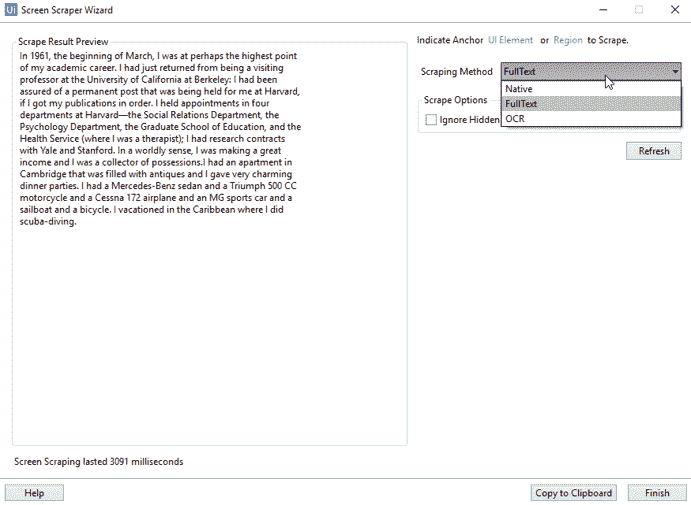 Ui Screen Scraper Wizard
Scrape Result Preview
In 1961, the beginning of March, I was at perhaps the highest point
of my academic career. I had just returned from being a visiting
professor at the University of California at Berkeley: I had been
assured of a permanent post that was being held for me at Harvard,
if I got my publications in order. I held appointments in four
departments at Harvard—the Social Relations Department, the
Psychology Department, the Graduate School of Education, and the
Health Service (where I was a therapist); I had research contracts
with Yale and Stanford. In a worldly sense, I was making a great
income and I was a collector of possessions.I had an apartment in
Cambridge that was filled with antiques and I gave very charming
dinner parties. I had a Mercedes-Benz sedan and a Triumph 500 CC
motorcycle and a Cessna 172 airplane and an MG sports car and a
sailboat and a bicycle. I vacationed in the Caribbean where I did
scuba-diving.
Screen Scraping lasted 3091 milliseconds
Indicate Anchor UI Element or Region to Scrape.
Scraping Method FullText
Native
FullText
OCR
Scrape Options
Ignore Hidden
Refresh
Help
Copy to Clipboard
Finish